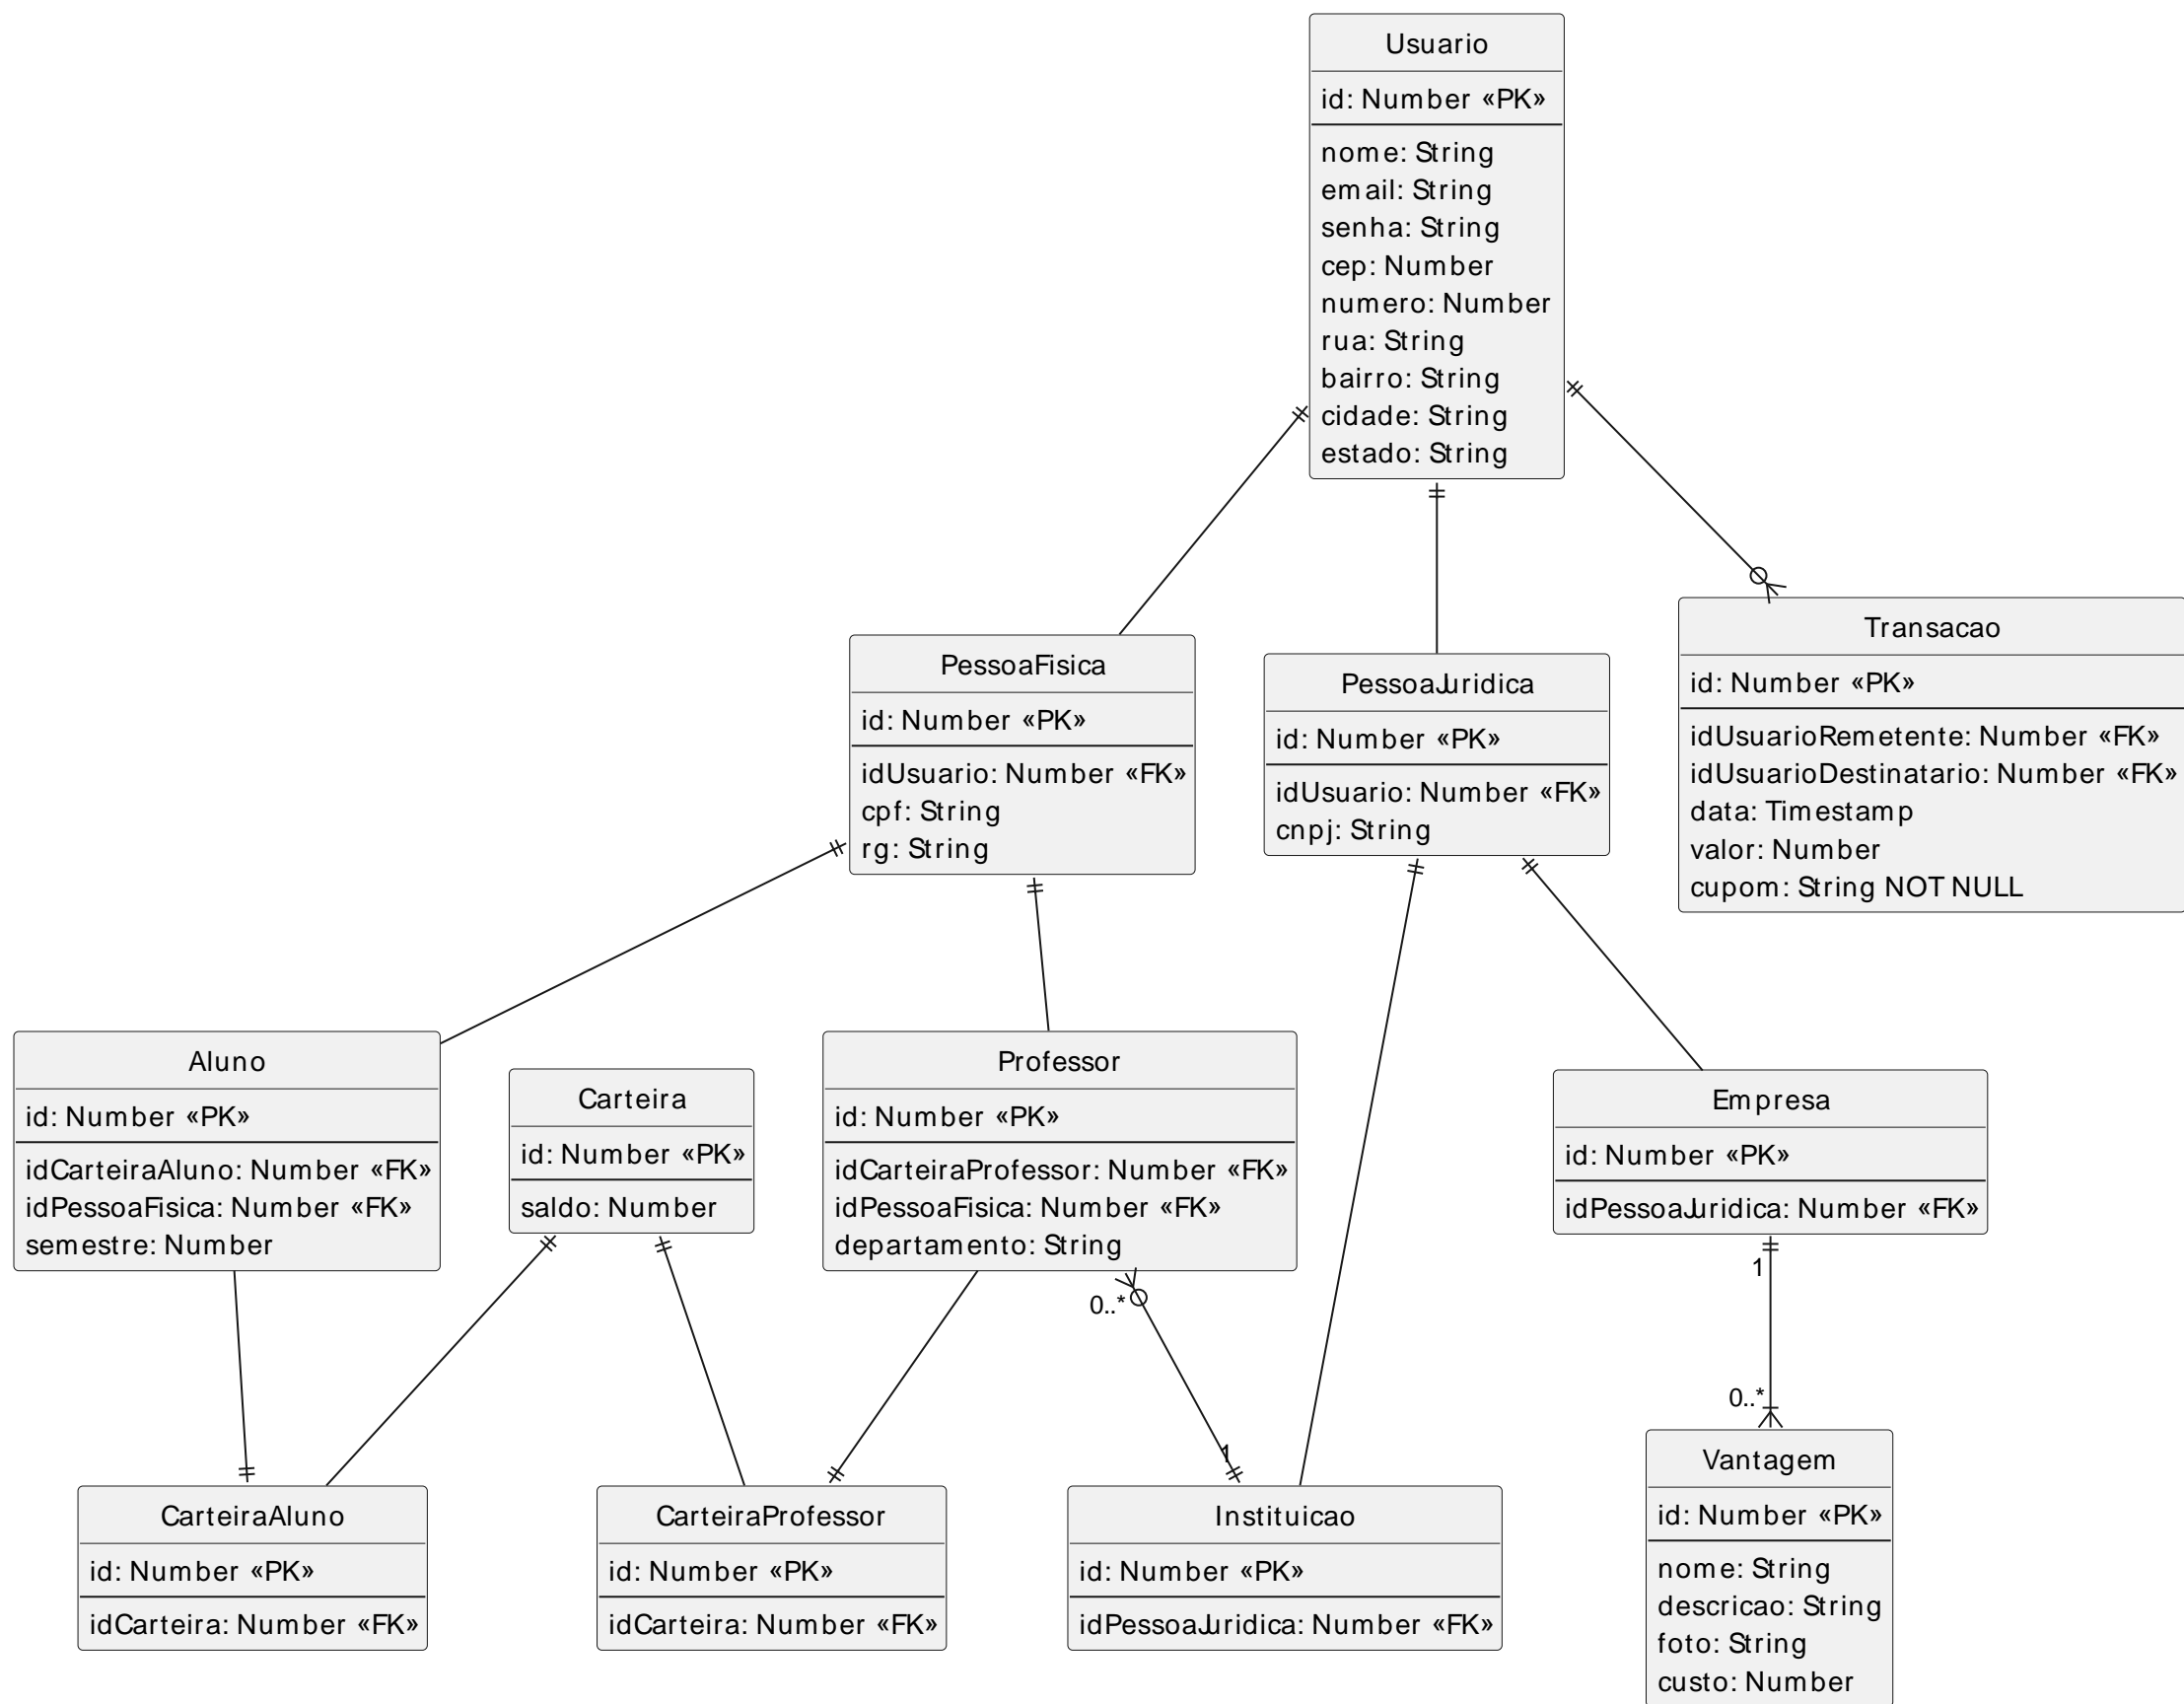 Usuario
id: Number «PK»
nome: String
email: String
senha: String
cep: Number
numero: Number
rua: String
bairro: String
cidade: String
estado: String
PessoaFisica
id: Number «PK»
idUsuario: Number «FK»
cpf: String
rg: String
PessoaJuridica
id: Number «PK»
idUsuario: Number «FK»
cnpj: String
Transacao
id: Number «PK»
idUsuarioRemetente: Number «FK»
idUsuarioDestinatario: Number «FK»
data: Timestamp
valor: Number
cupom: String NOT NULL
Aluno
id: Number «PK»
idCarteiraAluno: Number «FK»
idPessoaFisica: Number «FK»
semestre: Number
Carteira
id: Number «PK»
saldo: Number
Professor
id: Number «PK»
idCarteiraProfessor: Number «FK»
idPessoaFisica: Number «FK»
departamento: String
Empresa
id: Number «PK»
idPessoaJuridica: Number «FK»
0..*
1
1
0..*
CarteiraAluno
id: Number «PK»
idCarteira: Number «FK»
CarteiraProfessor
id: Number «PK»
idCarteira: Number «FK»
Instituicao
id: Number «PK»
idPessoaJuridica: Number «FK»
Vantagem
id: Number «PK»
nome: String
descricao: String
foto: String
custo: Number